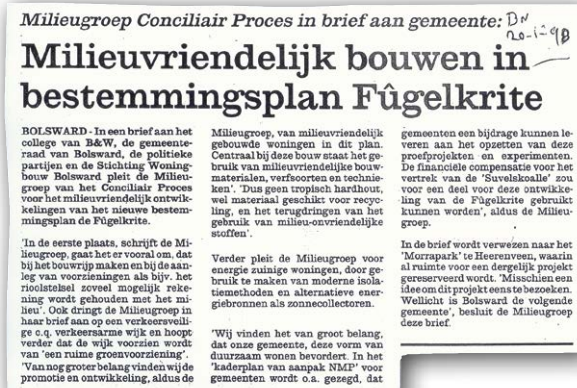 Milieugroep Conciliair Proces in brief aan gemeente: BN
20-1-98
Milieuvriendelijk bouwen in
bestemmingsplan Fûgelkrite
BOLSWARD - In een brief aan het
college van B&W, de gemeente-
raad van Bolsward, de politieke
partijen en de Stichting Woning-
bouw Bolsward pleit de Milieu-
groep van het Conciliair Proces
voor het milieuvriendelijk ontwik-
kelingen van het nieuwe bestem-
mingsplan de Fûgelkrite.
'In de eerste plaats, schrijft de Mi-
lieugroep, gaat het er vooral om, dat
bij het bouwrijp maken en bij de aan-
leg van voorzieningen als bijv. het
rioolstelsel zoveel mogelijk reke-
ning wordt gehouden met het mi-
lieu'. Ook dringt de Milieugroep in
haar brief aan op een verkeersveili-
ge c.q. verkeersarme wijk en hoopt
verder dat de wijk voorzien wordt
van 'een ruime groenvoorziening'.
'Van nog groter belang vinden wij de
promotie en ontwikkeling, aldus de
Milieugroep, van milieuvriendelijk
gebouwde woningen in dit plan.
Centraal bij deze bouw staat het ge-
bruik van milieuvriendelijke bouw-
materialen, verfsoorten en technie-
ken'. 'Dus geen tropisch hardhout,
wel materiaal geschikt voor recyc-
ling, en het terugdringen van het
gebruik van milieu-onvriendelijke
stoffen'.
Verder pleit de Milieugroep voor
energie zuinige woningen, door ge-
bruik te maken van moderne isola-
tiemethoden en alternatieve ener-
giebronnen als zonnecollectoren.
'Wij vinden het van groot belang,
dat onze gemeente, deze vorm van
duurzaam wonen bevordert. In het
'kaderplan van aanpak NMP' voor
gemeenten wordt o.a. gezegd, dat
gemeenten een bijdrage kunnen le-
veren aan het opzetten van deze
proefprojekten en experimenten.
De financiele compensatie voor het
vertrek van de 'Suvelskoalle' zou
voor een deel voor deze ontwikke-
ling van de Fûgelkrite gebruikt
kunnen worden', aldus de Milieu-
groep.
In de brief wordt verwezen naar het
'Morrapark' te Heerenveen, waarin
al ruimte voor een dergelijk projekt
gereserveerd wordt. 'Misschien een
idee om dit projekt eens te bezoeken.
Wellicht is Bolsward de volgende
gemeente', besluit de Milieugroep
deze brief.